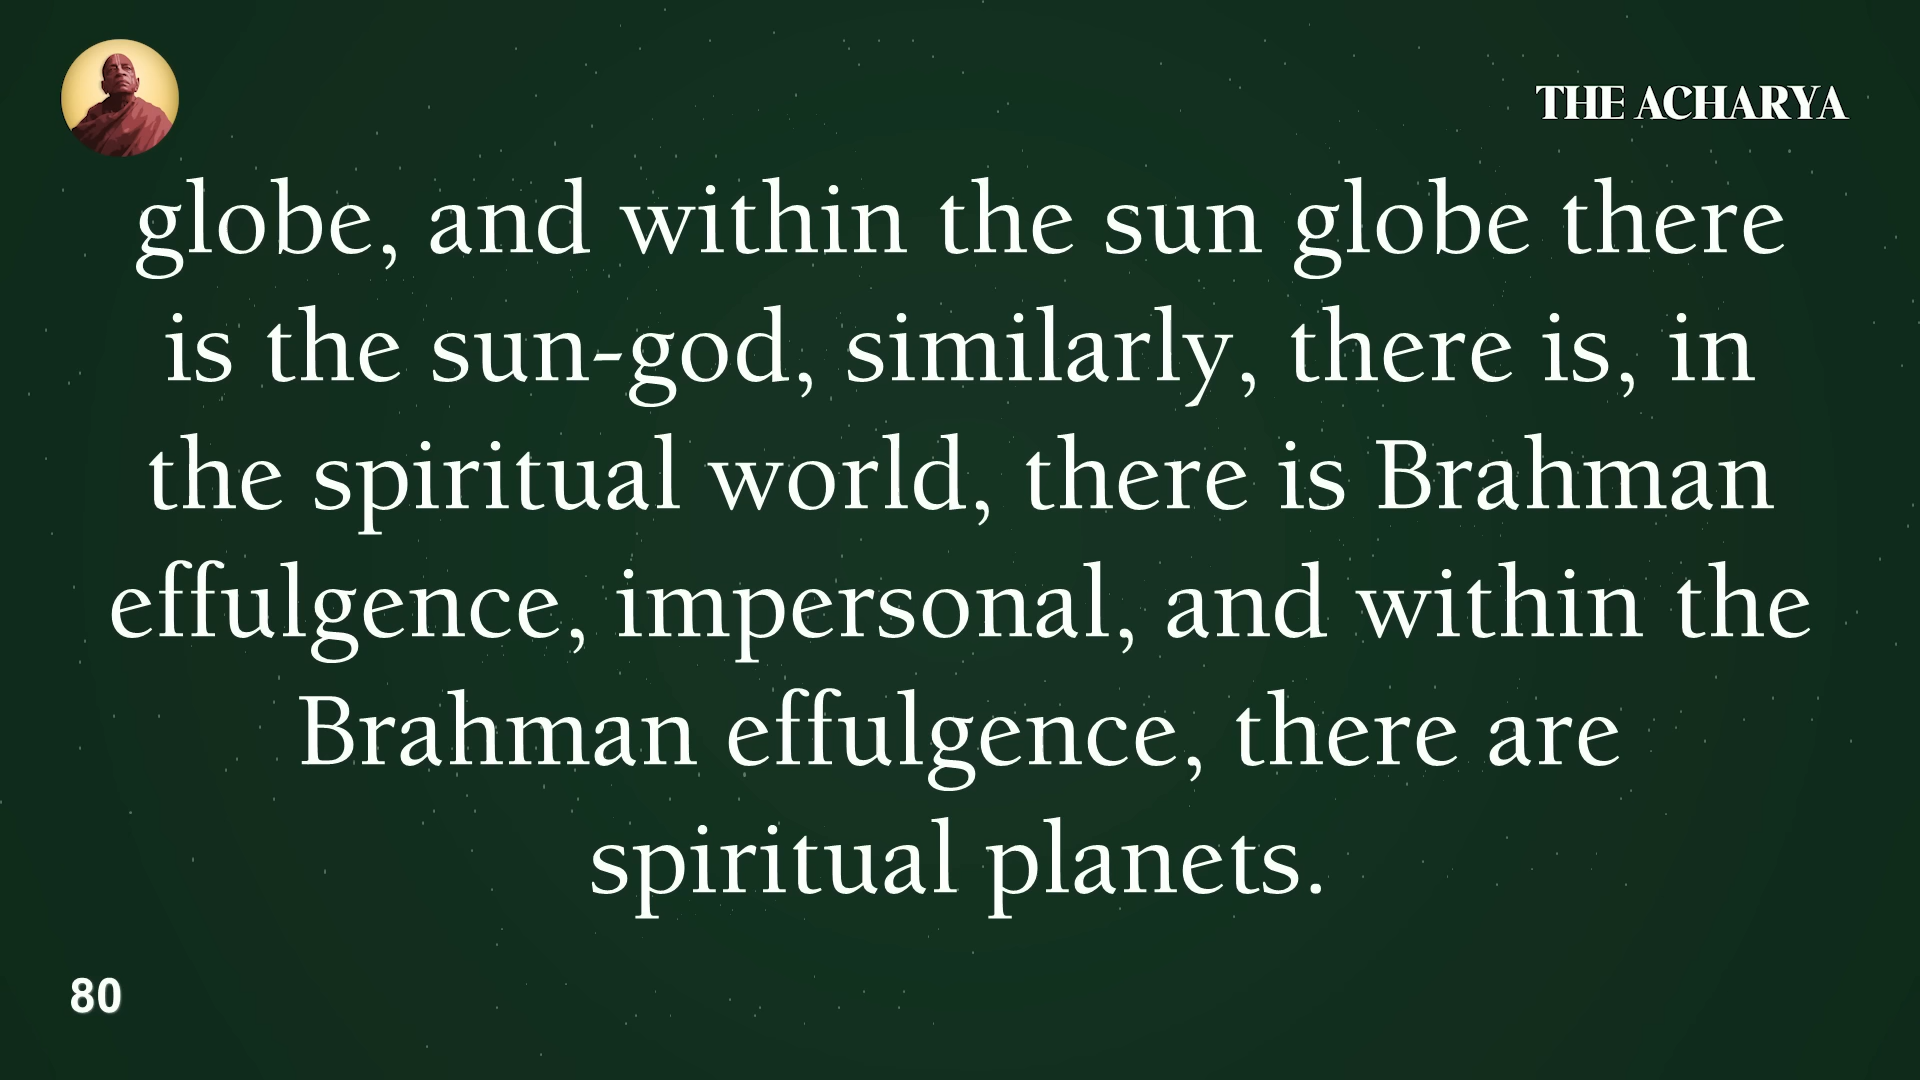 THE ACHARYA
globe, and within the sun globe there
is the sun-god, similarly, there is, in
the spiritual world, there is Brahman
effulgence, impersonal, and within the
Brahman effulgence, there are
spiritual planets.
80